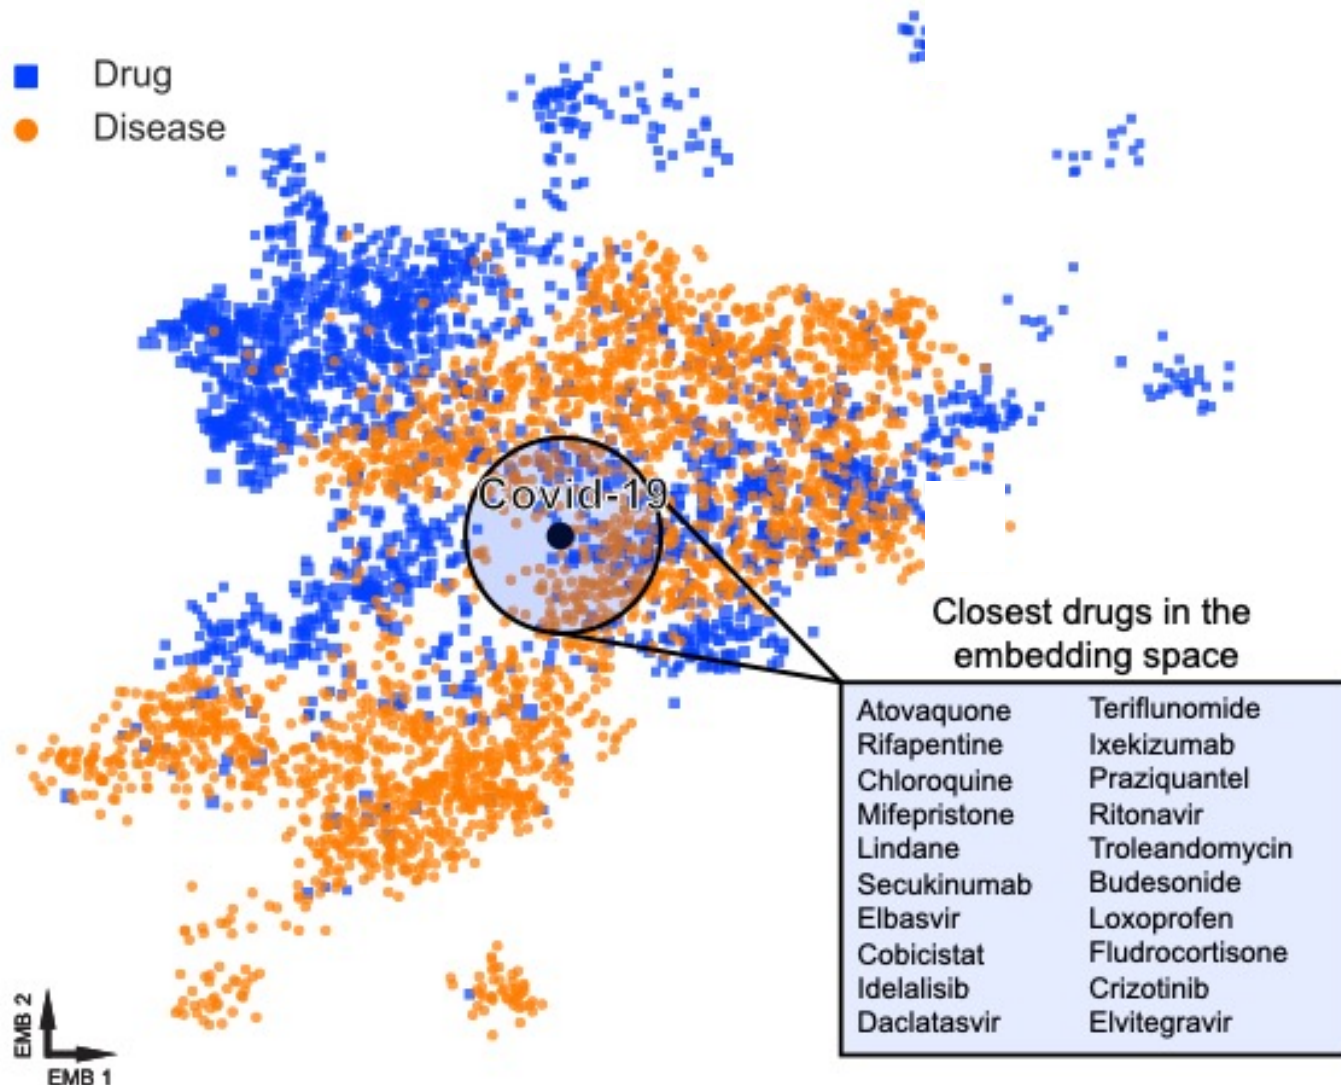 Drug
Disease
Covid-19
Closest drugs in the
embedding space
Atovaquone
Rifapentine
Chloroquine
Mifepristone
Lindane
Secukinumab
Elbasvir
Cobicistat
Idelalisib
Daclatasvir
Teriflunomide
Ixekizumab
Praziquantel
Ritonavir
Troleandomycin
Budesonide
Loxoprofen
Fludrocortisone
Crizotinib
Elvitegravir
EMB 2
EMB 1